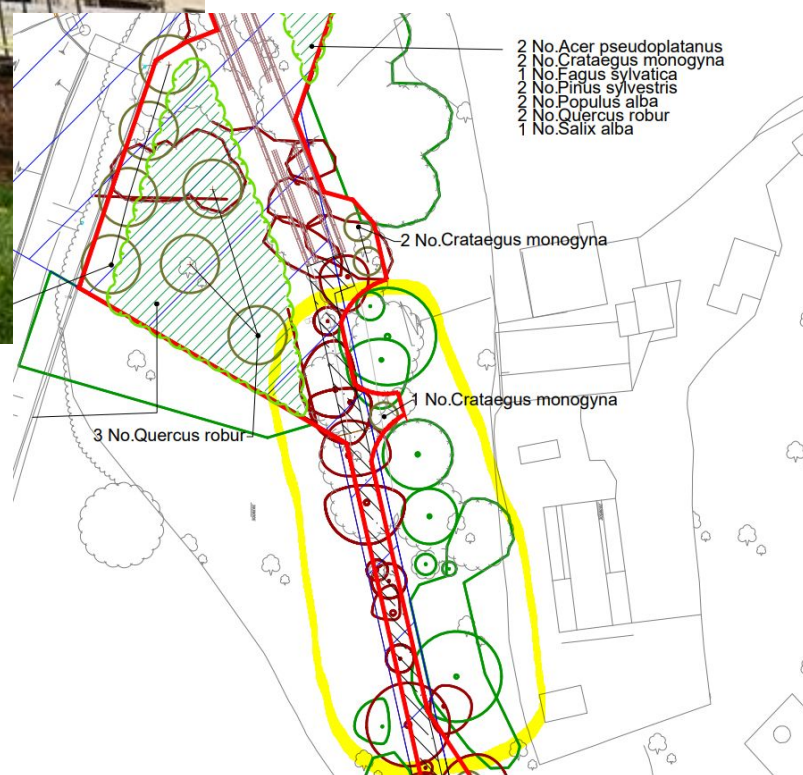 2 No.Acer pseudoplatanus
2 No.Crataegus monogyna
1 No.Fagus sylvatica
2 No.Pinus sylvestris
2 No.Populus alba
2 No.Quercus robur
1 No.Salix alba
2 No.Crataegus monogyna
1 No.Crataegus monogyna
3 No.Quercus robur